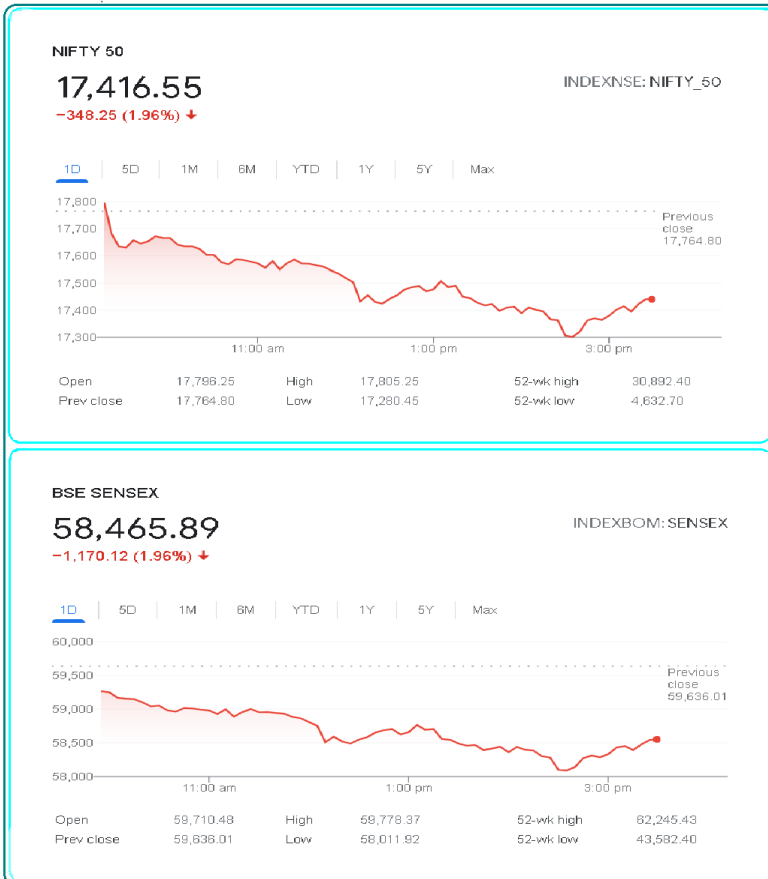 NIFTY 50
17,416.55
INDEXNSE: NIFTY_50
−348.25 (1.96%) ↓
1D 5D 1M 6M YTD 1Y 5Y Max
17,800
17,700
17,600
17,500
17,400
17,300
Previous
close
17,764.80
11:00 am 1:00 pm 3:00 pm
Open 17,796.25 High 17,805.25 52-wk high 30,892.40
Prev close 17,764.80 Low 17,280.45 52-wk low 4,632.70
BSE SENSEX
58,465.89
INDEXBOM: SENSEX
−1,170.12 (1.96%) ↓
1D 5D 1M 6M YTD 1Y 5Y Max
60,000
59,500
59,000
58,500
58,000
Previous
close
59,636.01
11:00 am 1:00 pm 3:00 pm
Open 59,710.48 High 59,778.37 52-wk high 62,245.43
Prev close 59,636.01 Low 58,011.92 52-wk low 43,582.40